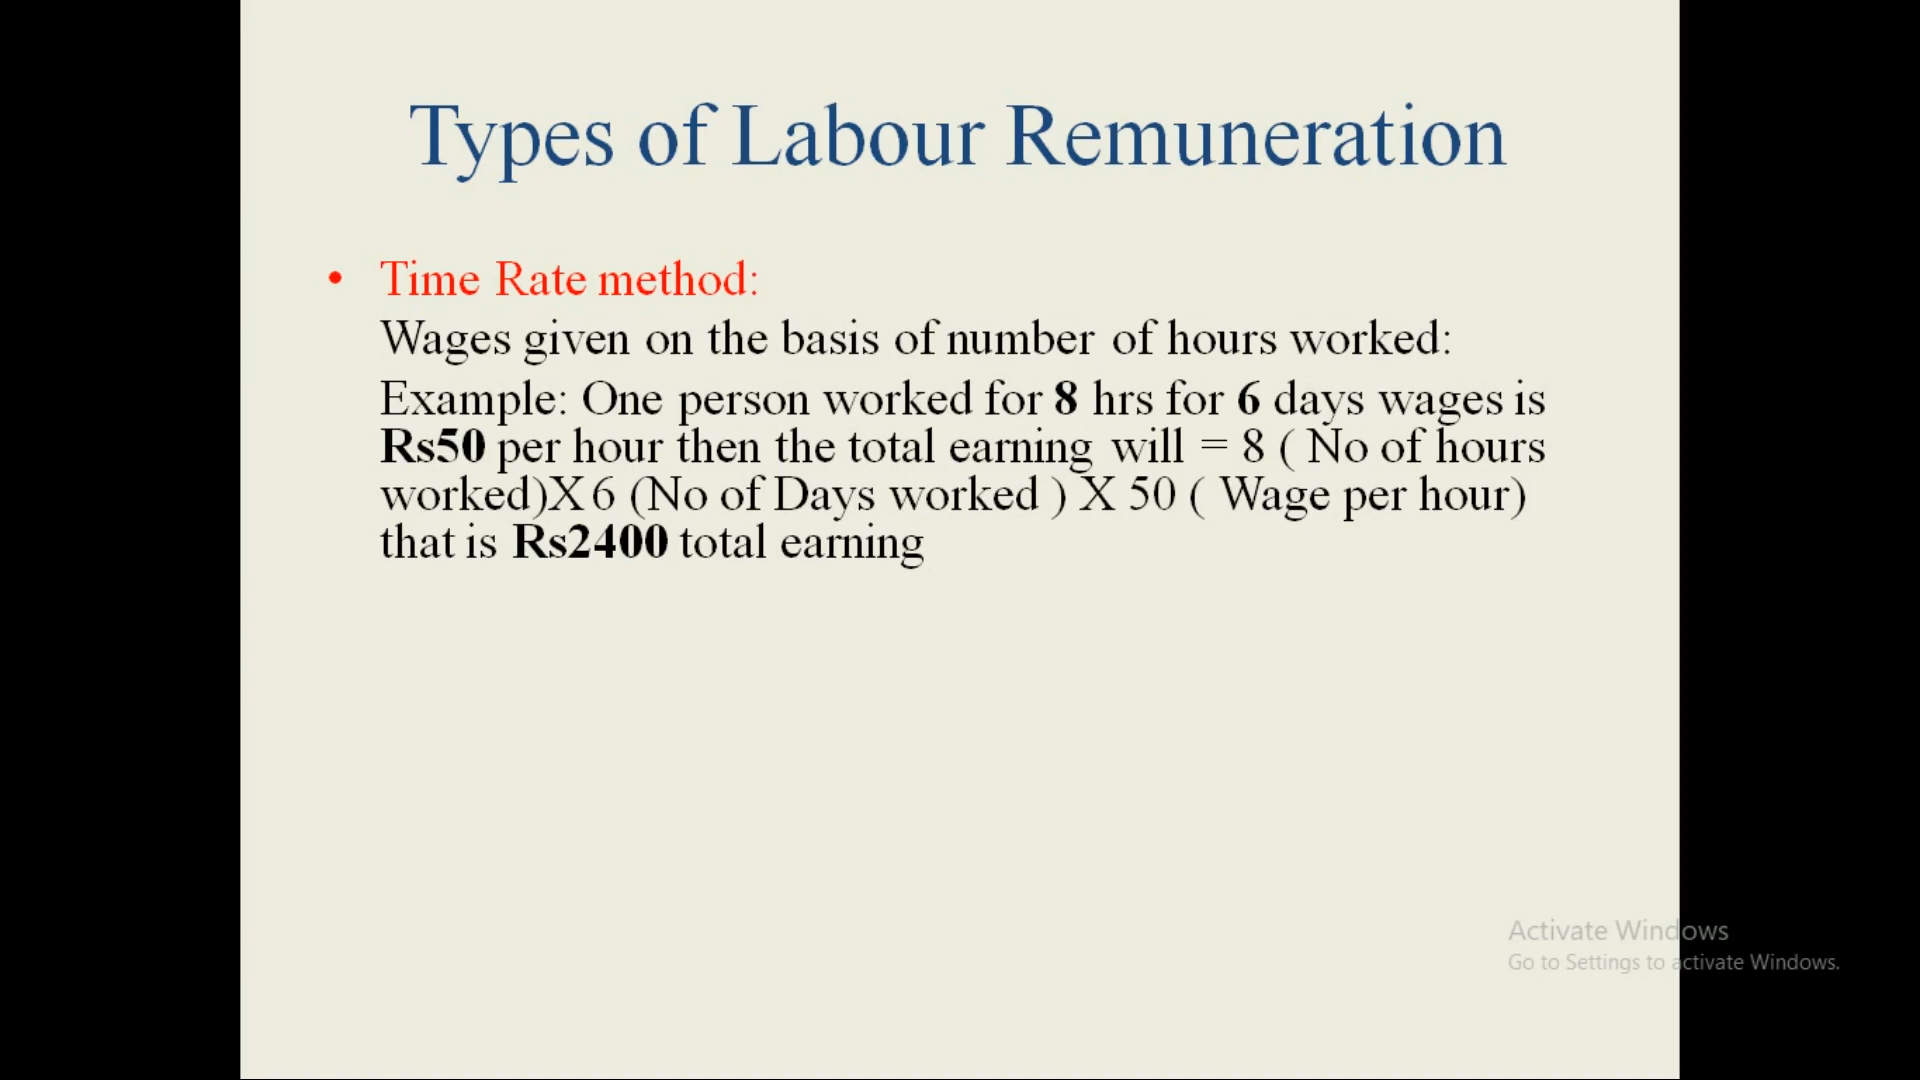 Types of Labour Remuneration
• Time Rate method:
Wages given on the basis of number of hours worked:
Example: One person worked for 8 hrs for 6 days wages is
Rs50 per hour then the total earning will = 8 ( No of hours
worked)X 6 (No of Days worked ) X 50 ( Wage per hour)
that is Rs2400 total earning
Activate Windows
Go to Settings to activate Windows.